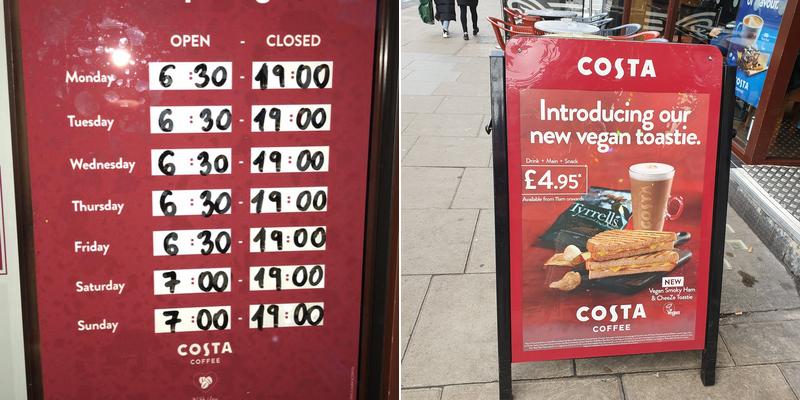 OPEN - CLOSED
Monday 6:30 - 19:00
Tuesday 6:30 - 19:00
Wednesday 6:30 - 19:00
Thursday 6:30 - 19:00
Friday 6:30 - 19:00
Saturday 7:00 - 19:00
Sunday 7:00 - 19:00
COSTA
COFFEE
COSTA
Introducing our
new vegan toastie.
Drink + Main + Snack
£4.95*
Available from 11am onwards
Tyrrells
COSTA
NEW
Vegan Smoky Ham
& CheeZe Toastie
Vegan
COSTA
COFFEE
COSTA